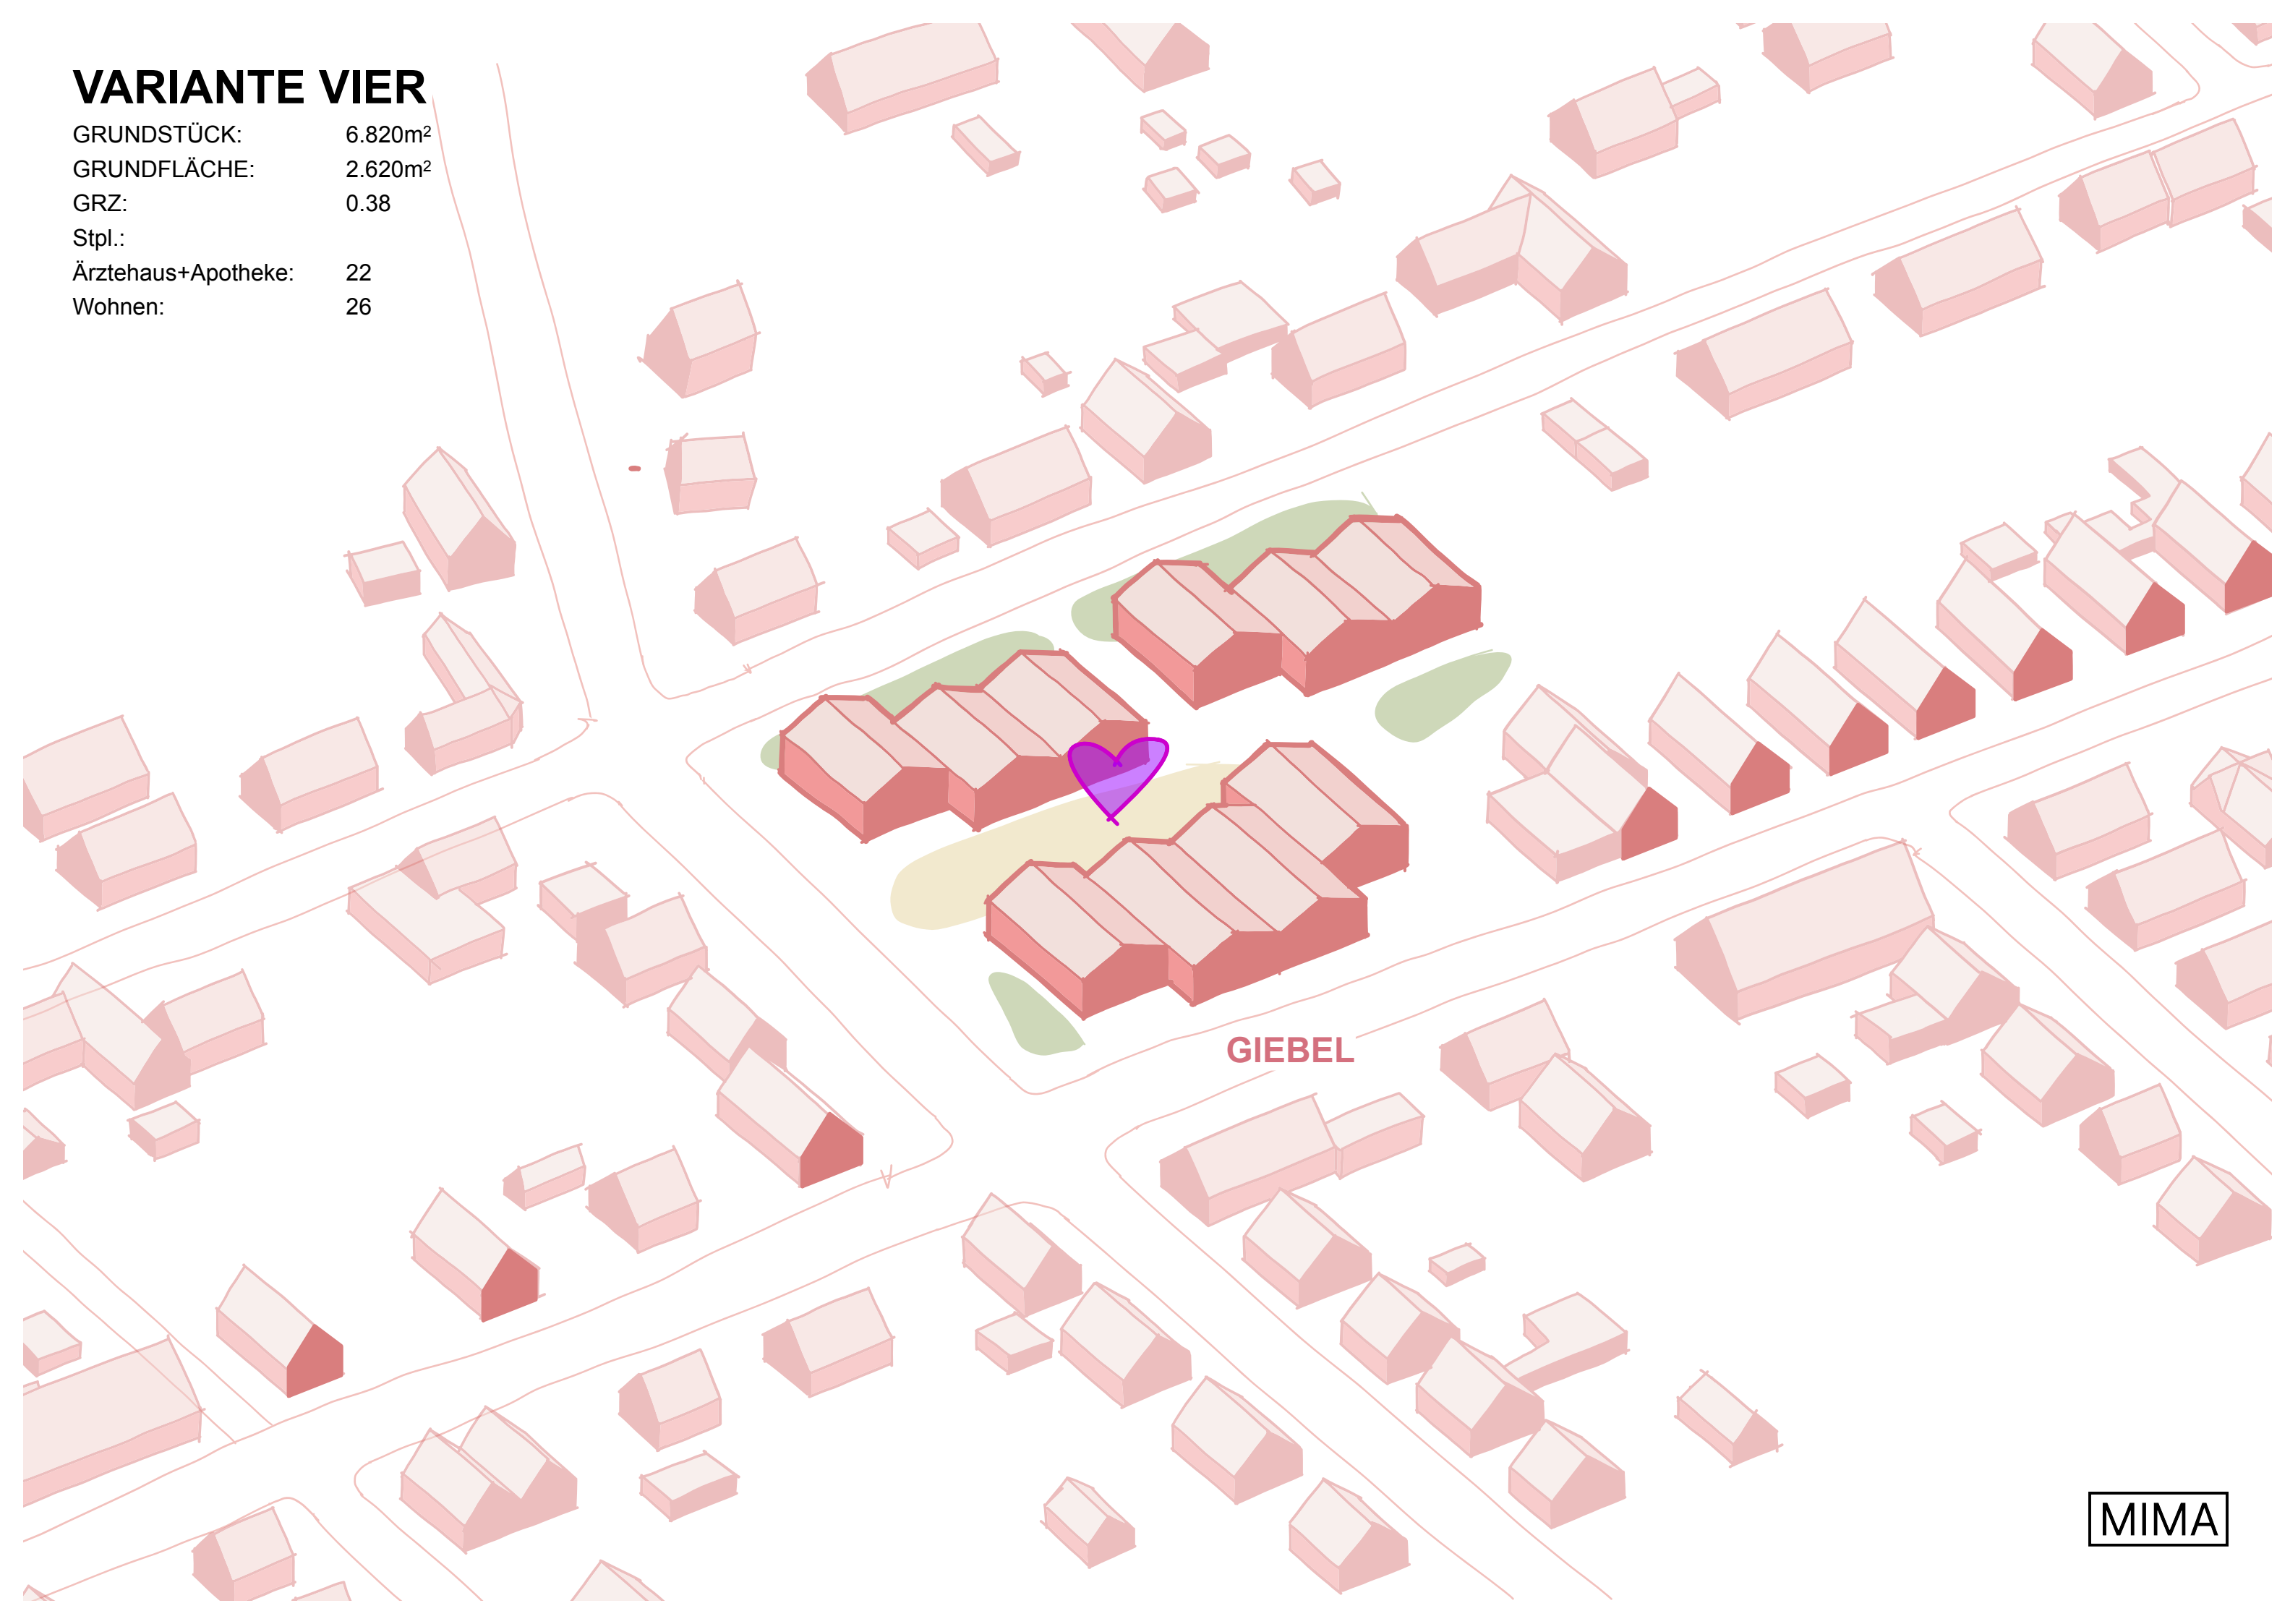 VARIANTE VIER
GRUNDSTÜCK: 6.820m²
GRUNDFLÄCHE: 2.620m²
GRZ: 0.38
Stpl.:
Ärztehaus+Apotheke: 22
Wohnen: 26
GIEBEL
MIMA